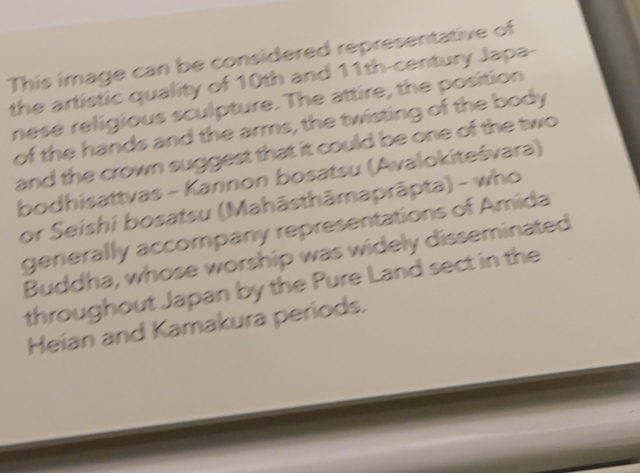 This image can be considered representative of
the artistic quality of 10th and 11th-century Japa-
nese religious sculpture. The attire, the position
of the hands and the arms, the twisting of the body
and the crown suggest that it could be one of the two
bodhisattvas – Kannon bosatsu (Avalokiteśvara)
or Seishi bosatsu (Mahāsthāmaprāpta) – who
generally accompany representations of Amida
Buddha, whose worship was widely disseminated
throughout Japan by the Pure Land sect in the
Heian and Kamakura periods.